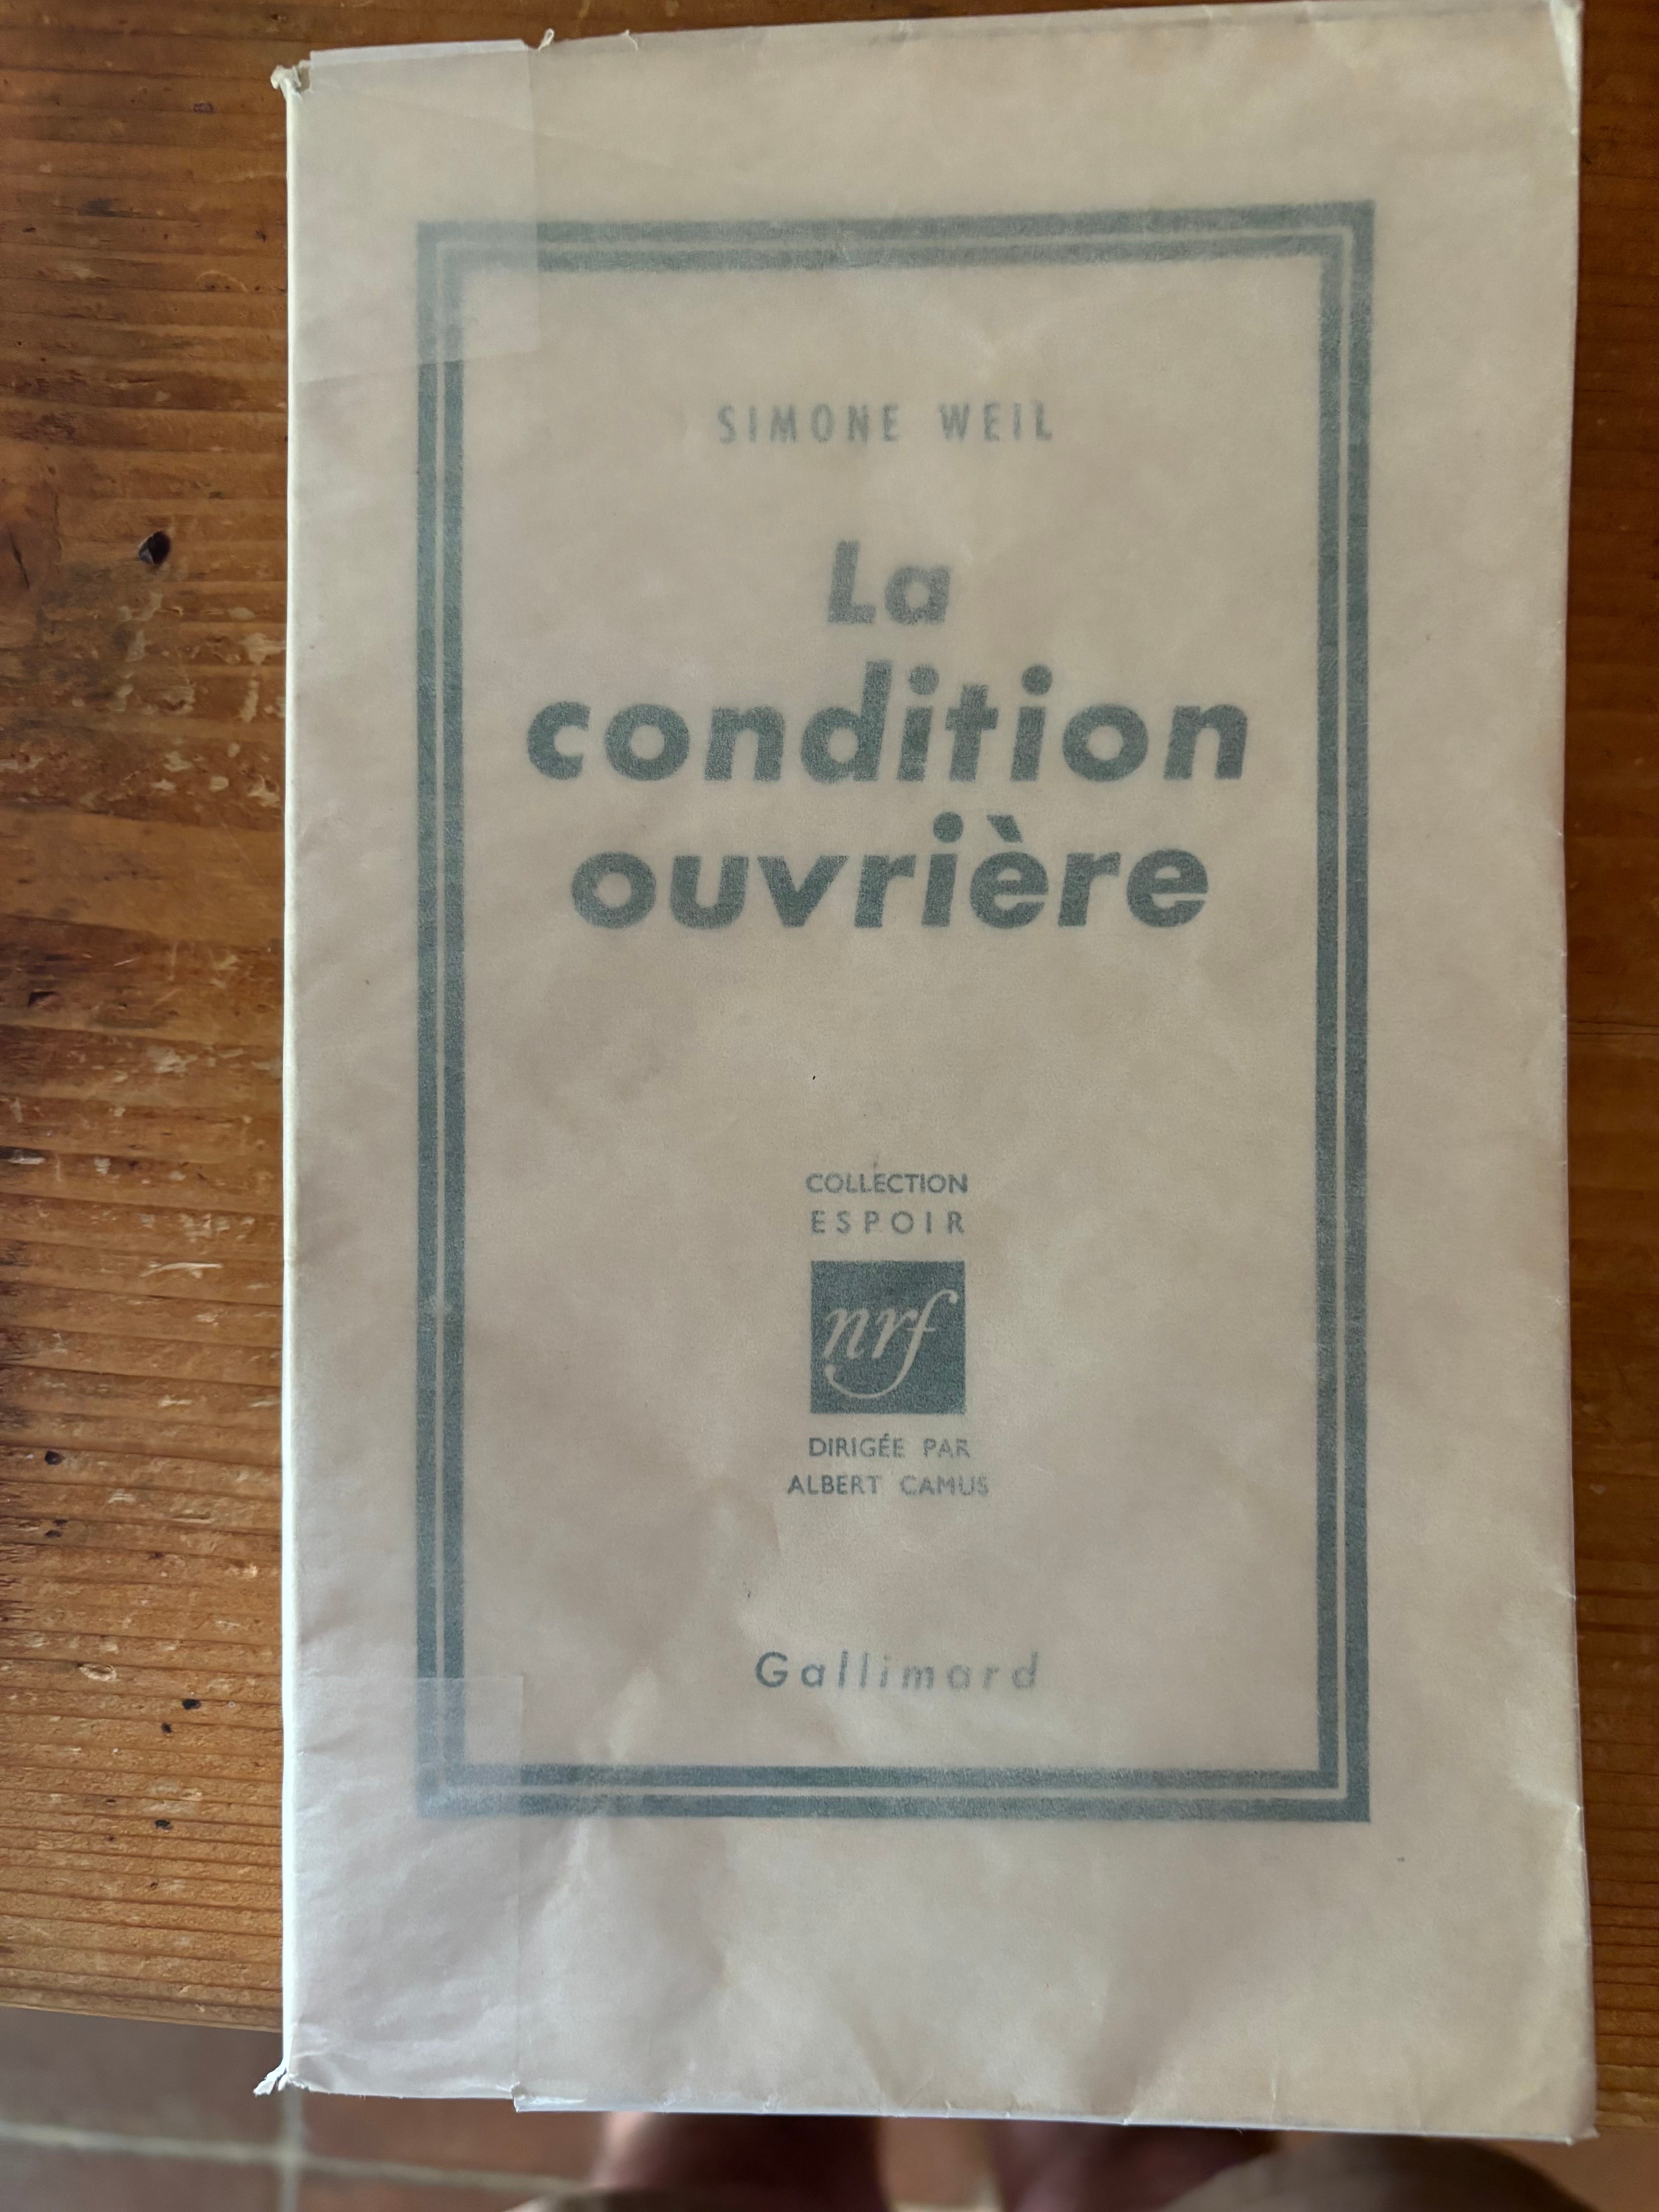 SIMONE WEIL
La
condition
ouvrière
COLLECTION
ESPOIR
nrf
DIRIGÉE PAR
ALBERT CAMUS
Gallimard